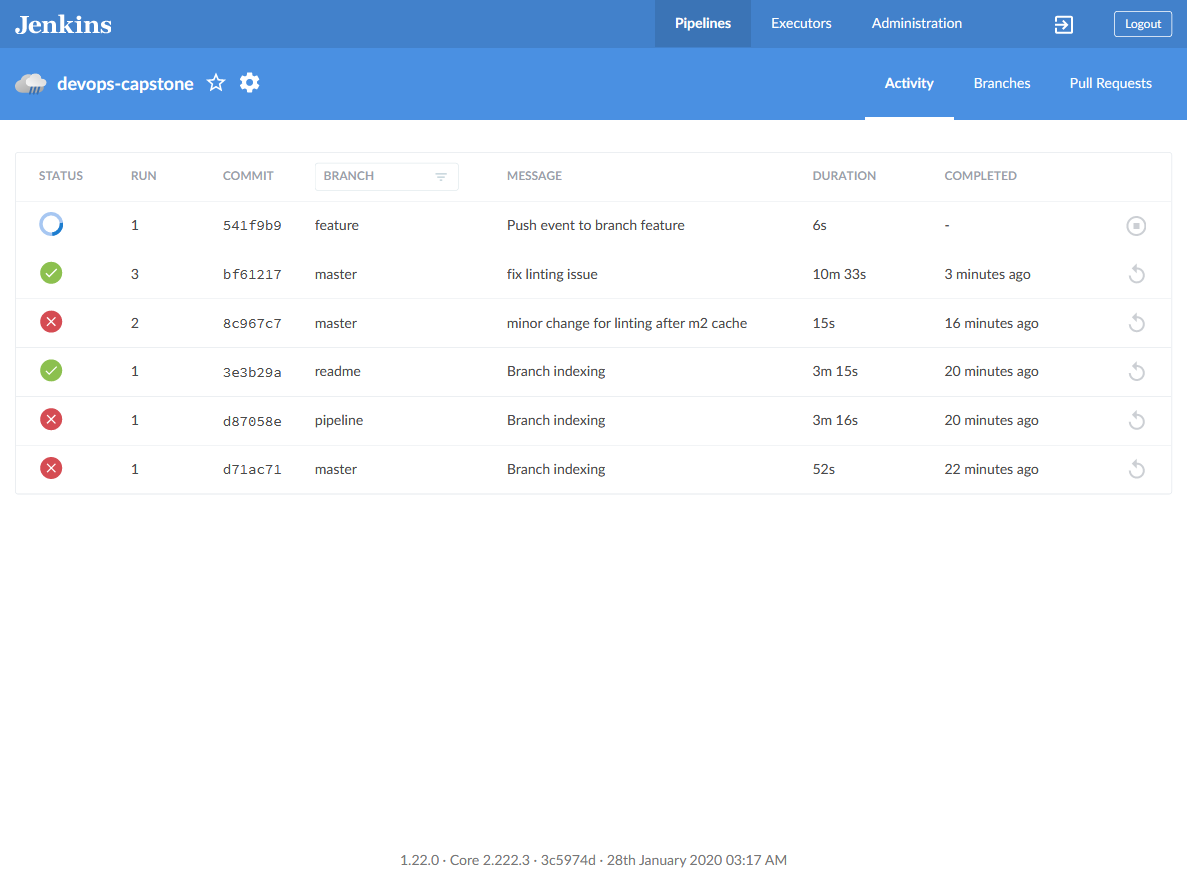 Jenkins Pipelines Executors Administration Logout
devops-capstone Activity Branches Pull Requests
STATUS RUN COMMIT BRANCH MESSAGE DURATION COMPLETED
1 541f9b9 feature Push event to branch feature 6s -
3 bf61217 master fix linting issue 10m 33s 3 minutes ago
2 8c967c7 master minor change for linting after m2 cache 15s 16 minutes ago
1 3e3b29a readme Branch indexing 3m 15s 20 minutes ago
1 d87058e pipeline Branch indexing 3m 16s 20 minutes ago
1 d71ac71 master Branch indexing 52s 22 minutes ago
1.22.0 · Core 2.222.3 · 3c5974d · 28th January 2020 03:17 AM